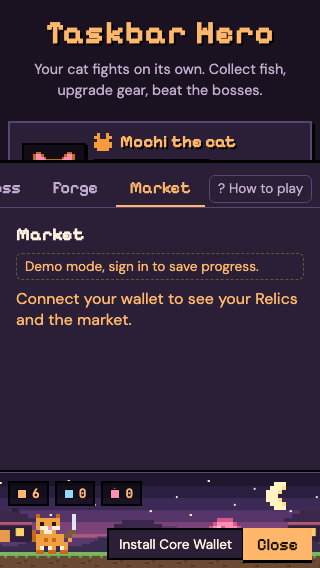 Taskbar Hero
Your cat fights on its own. Collect fish,
upgrade gear, beat the bosses.
Mochi the cat
oss Forge Market ? How to play
Market
Demo mode, sign in to save progress.
Connect your wallet to see your Relics
and the market.
6 0 0
Install Core Wallet Close